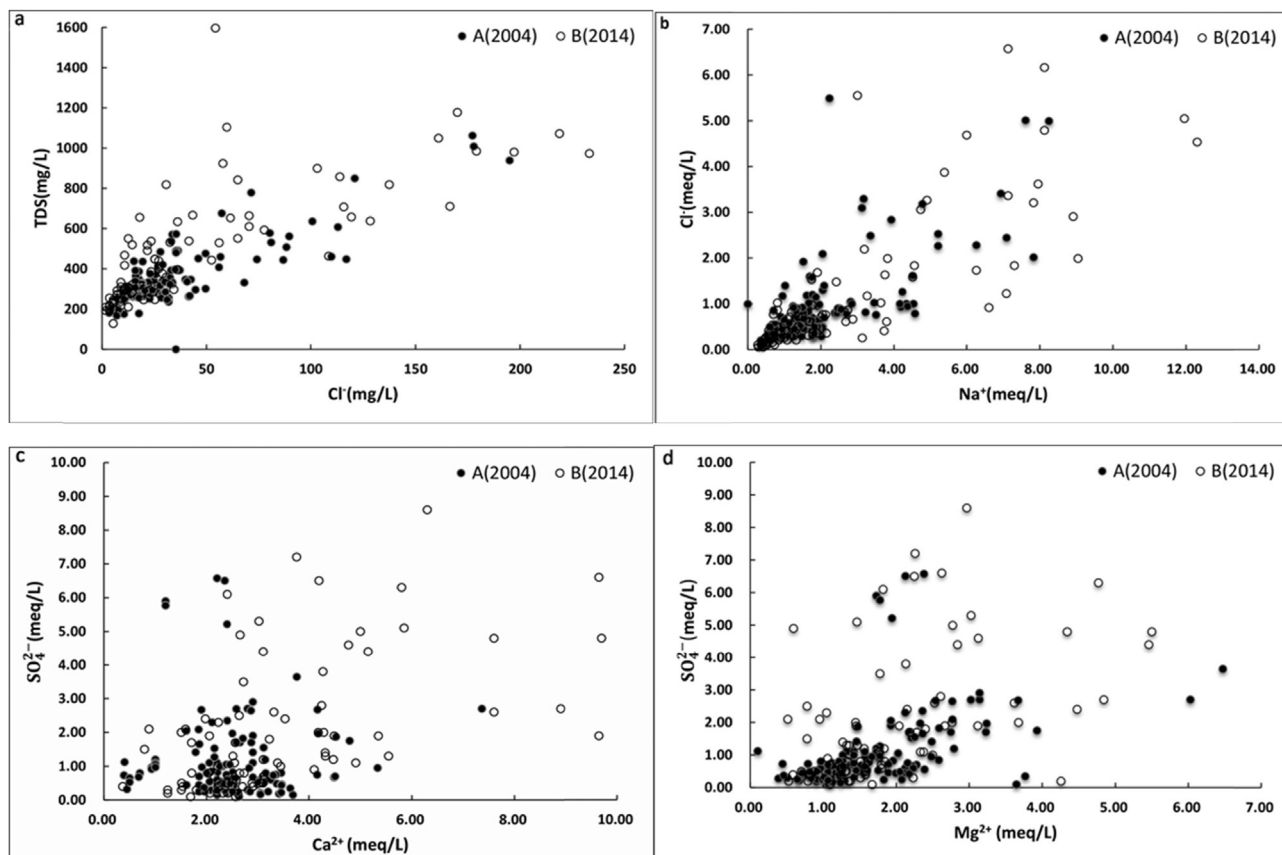 a
A(2004) B(2014)
1600
1400
1200
1000
800
600
400
200
0
TDS(mg/L)
0 50 100 150 200 250
Cl⁻(mg/L)
b
A(2004) B(2014)
7.00
6.00
5.00
4.00
3.00
2.00
1.00
0.00
Cl⁻(meq/L)
0.00 2.00 4.00 6.00 8.00 10.00 12.00 14.00
Na⁺(meq/L)
c
A(2004) B(2014)
10.00
9.00
8.00
7.00
6.00
5.00
4.00
3.00
2.00
1.00
0.00
SO₄²⁻ (meq/L)
0.00 2.00 4.00 6.00 8.00 10.00
Ca²⁺ (meq/L)
d
A(2004) B(2014)
10.00
9.00
8.00
7.00
6.00
5.00
4.00
3.00
2.00
1.00
0.00
SO₄²⁻ (meq/L)
0.00 1.00 2.00 3.00 4.00 5.00 6.00 7.00
Mg²⁺ (meq/L)